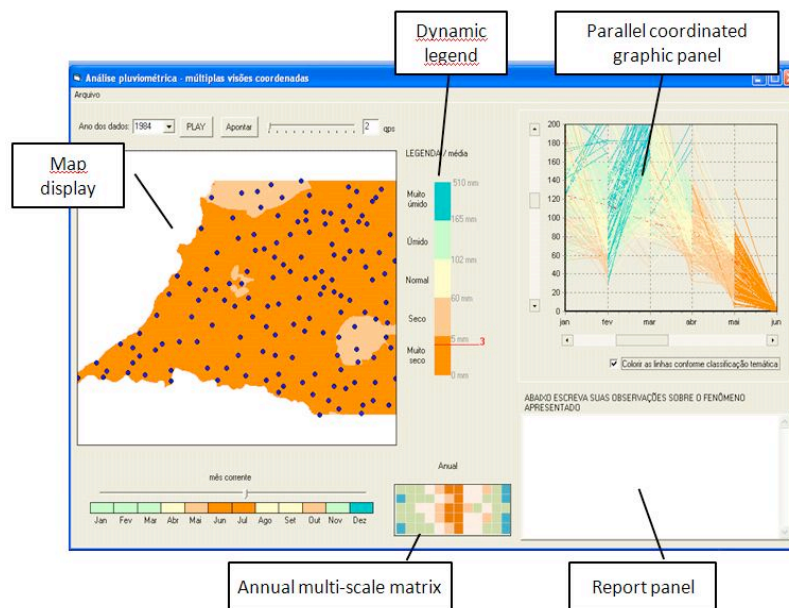 Dynamic
legend
Parallel coordinated
graphic panel
Análise pluviométrica - múltiplas visões coordenadas
Arquivo
Ano dos dados: 1984 PLAY Apontar 2 qps
Map
display
LEGENDA / média
510 mm
Muito
úmido
165 mm
Úmido
102 mm
Normal
60 mm
Seco
5 mm
3
Muito
seco
0 mm
200
180
160
140
120
100
80
60
40
20
0
jan fev mar abr mai jun
Colorir as linhas conforme classificação temática
ABAIXO ESCREVA SUAS OBSERVAÇÕES SOBRE O FENÔMENO
APRESENTADO
mês corrente
Jan Fev Mar Abr Mai Jun Jul Ago Set Out Nov Dez
Anual
Annual multi-scale matrix
Report panel